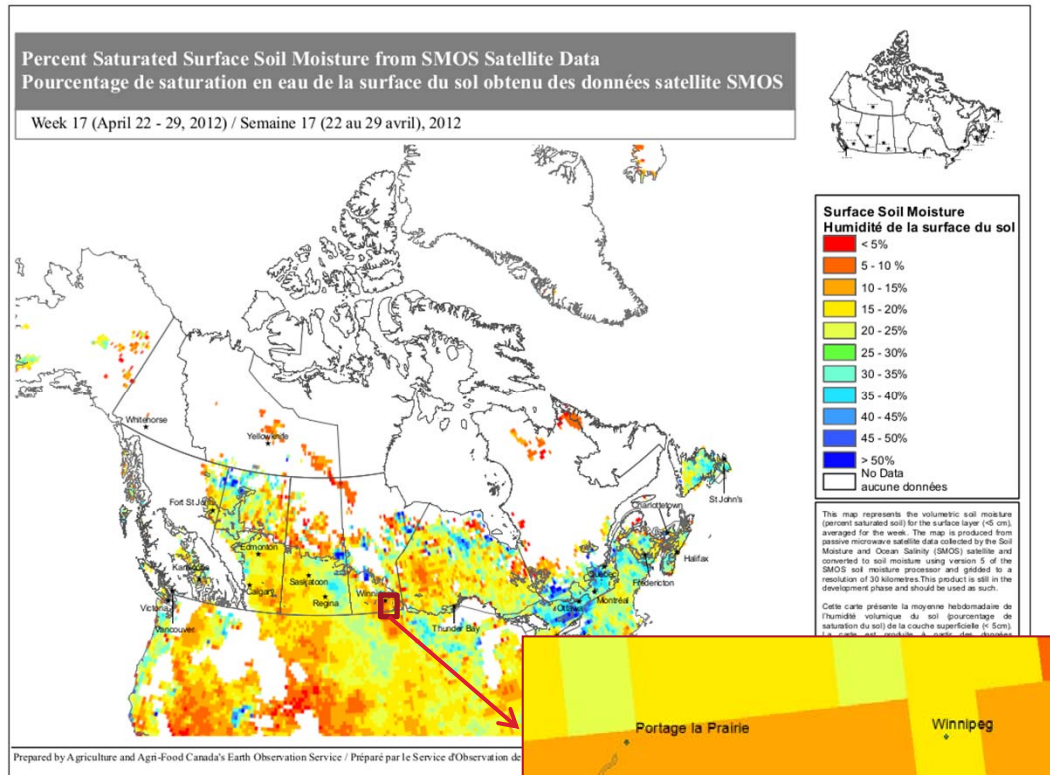 Percent Saturated Surface Soil Moisture from SMOS Satellite Data
Pourcentage de saturation en eau de la surface du sol obtenu des données satellite SMOS
Week 17 (April 22 - 29, 2012) / Semaine 17 (22 au 29 avril), 2012
Surface Soil Moisture
Humidité de la surface du sol
< 5%
5 - 10 %
10 - 15%
15 - 20%
20 - 25%
25 - 30%
30 - 35%
35 - 40%
40 - 45%
45 - 50%
> 50%
No Data
aucune données
Whitehorse
Yellowknife
Fort St John
Edmonton
Kamloops
Calgary
Saskatoon
Regina
Winni
Victoria
Vancouver
Thunder Bay
Ottawa
Montréal
Québec
Fredericton
Charlottetown
Halifax
St John's
This map represents the volumetric soil moisture
(percent saturated soil) for the surface layer (<5 cm),
averaged for the week. The map is produced from
passive microwave satellite data collected by the Soil
Moisture and Ocean Salinity (SMOS) satellite and
converted to soil moisture using version 5 of the
SMOS soil moisture processor and gridded to a
resolution of 30 kilometres.This product is still in the
development phase and should be used as such.
Cette carte présente la moyenne hebdomadaire de
l'humidité volumique du sol (pourcentage de
saturation du sol) de la couche superficielle (< 5cm).
La carte est produite à partir des données
Portage la Prairie
Winnipeg
Prepared by Agriculture and Agri-Food Canada's Earth Observation Service / Préparé par le Service d'Observation de